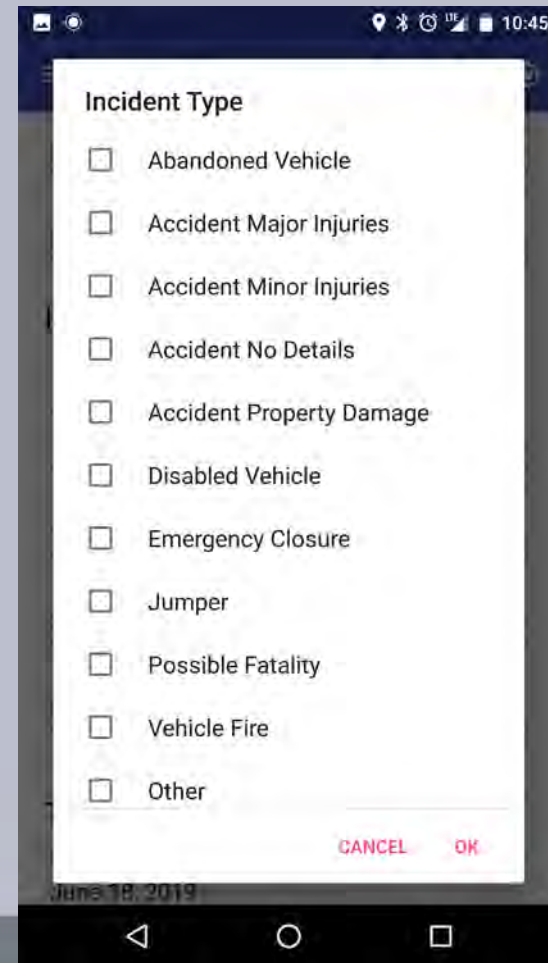 LTE 10:45
Incident Type
Abandoned Vehicle
Accident Major Injuries
Accident Minor Injuries
Accident No Details
Accident Property Damage
Disabled Vehicle
Emergency Closure
Jumper
Possible Fatality
Vehicle Fire
Other
CANCEL OK
June 18, 2019